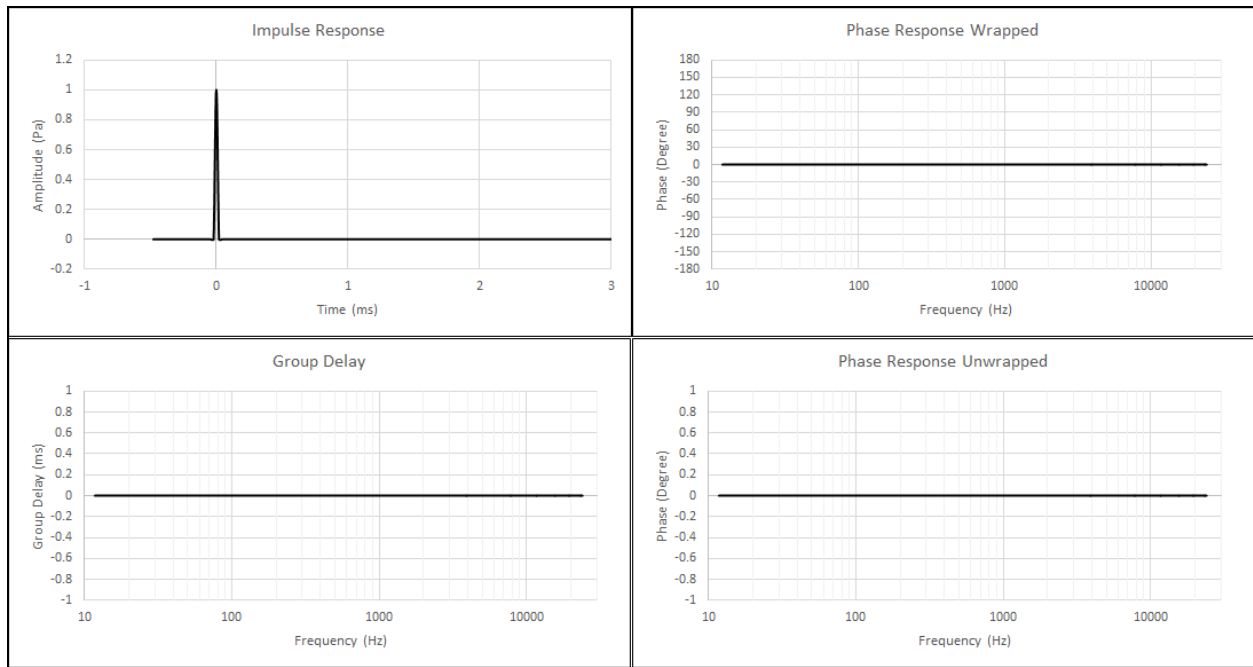 Impulse Response
Amplitude (Pa)
1.2
1
0.8
0.6
0.4
0.2
0
-0.2
-1 0 1 2 3
Time (ms)
Phase Response Wrapped
Phase (Degree)
180
150
120
90
60
30
0
-30
-60
-90
-120
-150
-180
10 100 1000 10000
Frequency (Hz)
Group Delay
Group Delay (ms)
1
0.8
0.6
0.4
0.2
0
-0.2
-0.4
-0.6
-0.8
-1
10 100 1000 10000
Frequency (Hz)
Phase Response Unwrapped
Phase (Degree)
1
0.8
0.6
0.4
0.2
0
-0.2
-0.4
-0.6
-0.8
-1
10 100 1000 10000
Frequency (Hz)